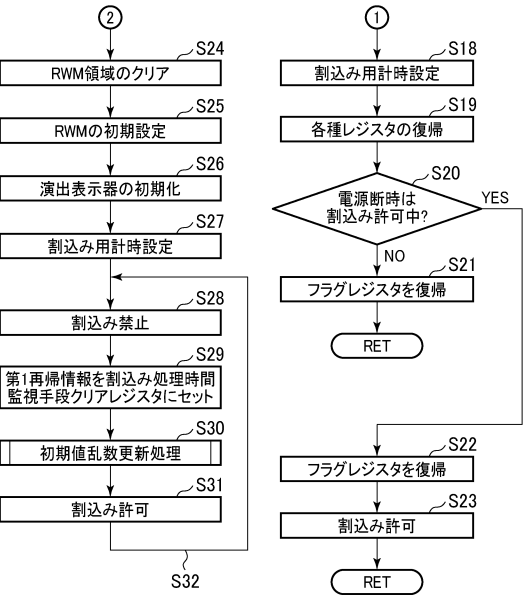 2
S24
RWM領域のクリア
S25
RWMの初期設定
S26
演出表示器の初期化
S27
割込み用計時設定
S28
割込み禁止
S29
第1再帰情報を割込み処理時間
監視手段クリアレジスタにセット
S30
初期値乱数更新処理
S31
割込み許可
S32
1
S18
割込み用計時設定
S19
各種レジスタの復帰
S20
電源断時は
割込み許可中?
YES
NO
S21
フラグレジスタを復帰
RET
S22
フラグレジスタを復帰
S23
割込み許可
RET